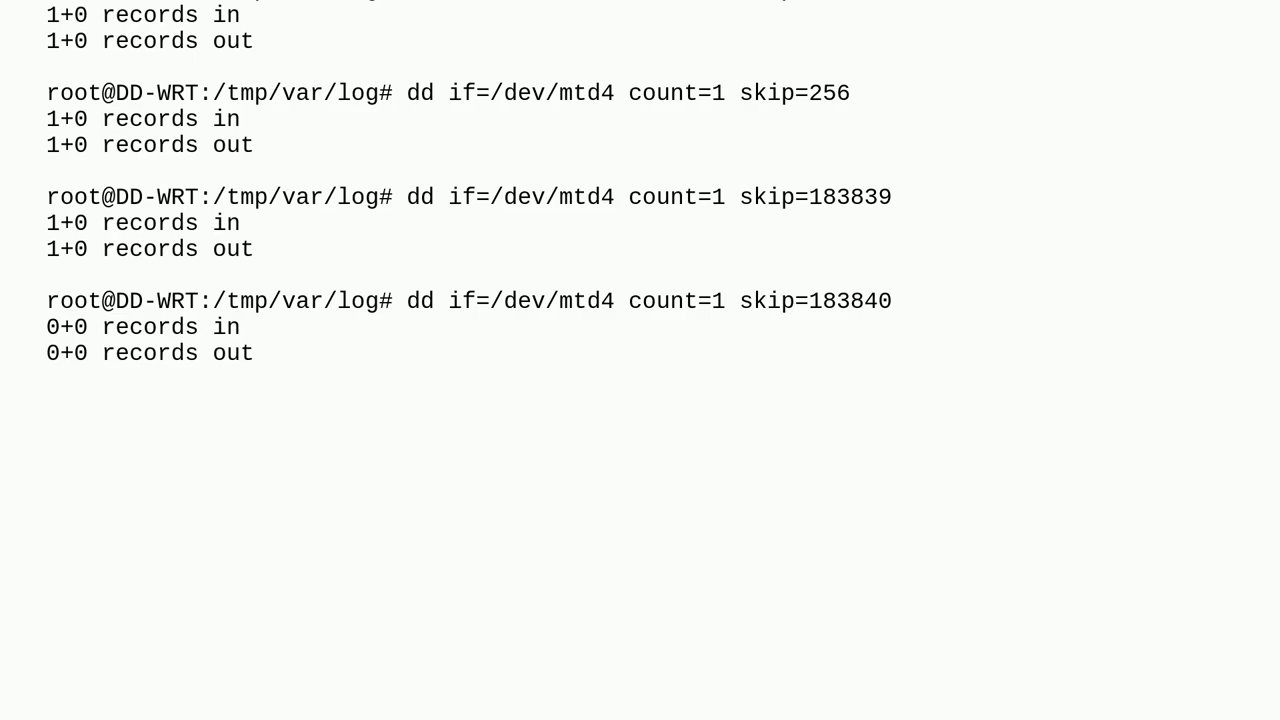 1+0 records in
1+0 records out
root@DD-WRT:/tmp/var/log# dd if=/dev/mtd4 count=1 skip=256
1+0 records in
1+0 records out
root@DD-WRT:/tmp/var/log# dd if=/dev/mtd4 count=1 skip=183839
1+0 records in
1+0 records out
root@DD-WRT:/tmp/var/log# dd if=/dev/mtd4 count=1 skip=183840
0+0 records in
0+0 records out